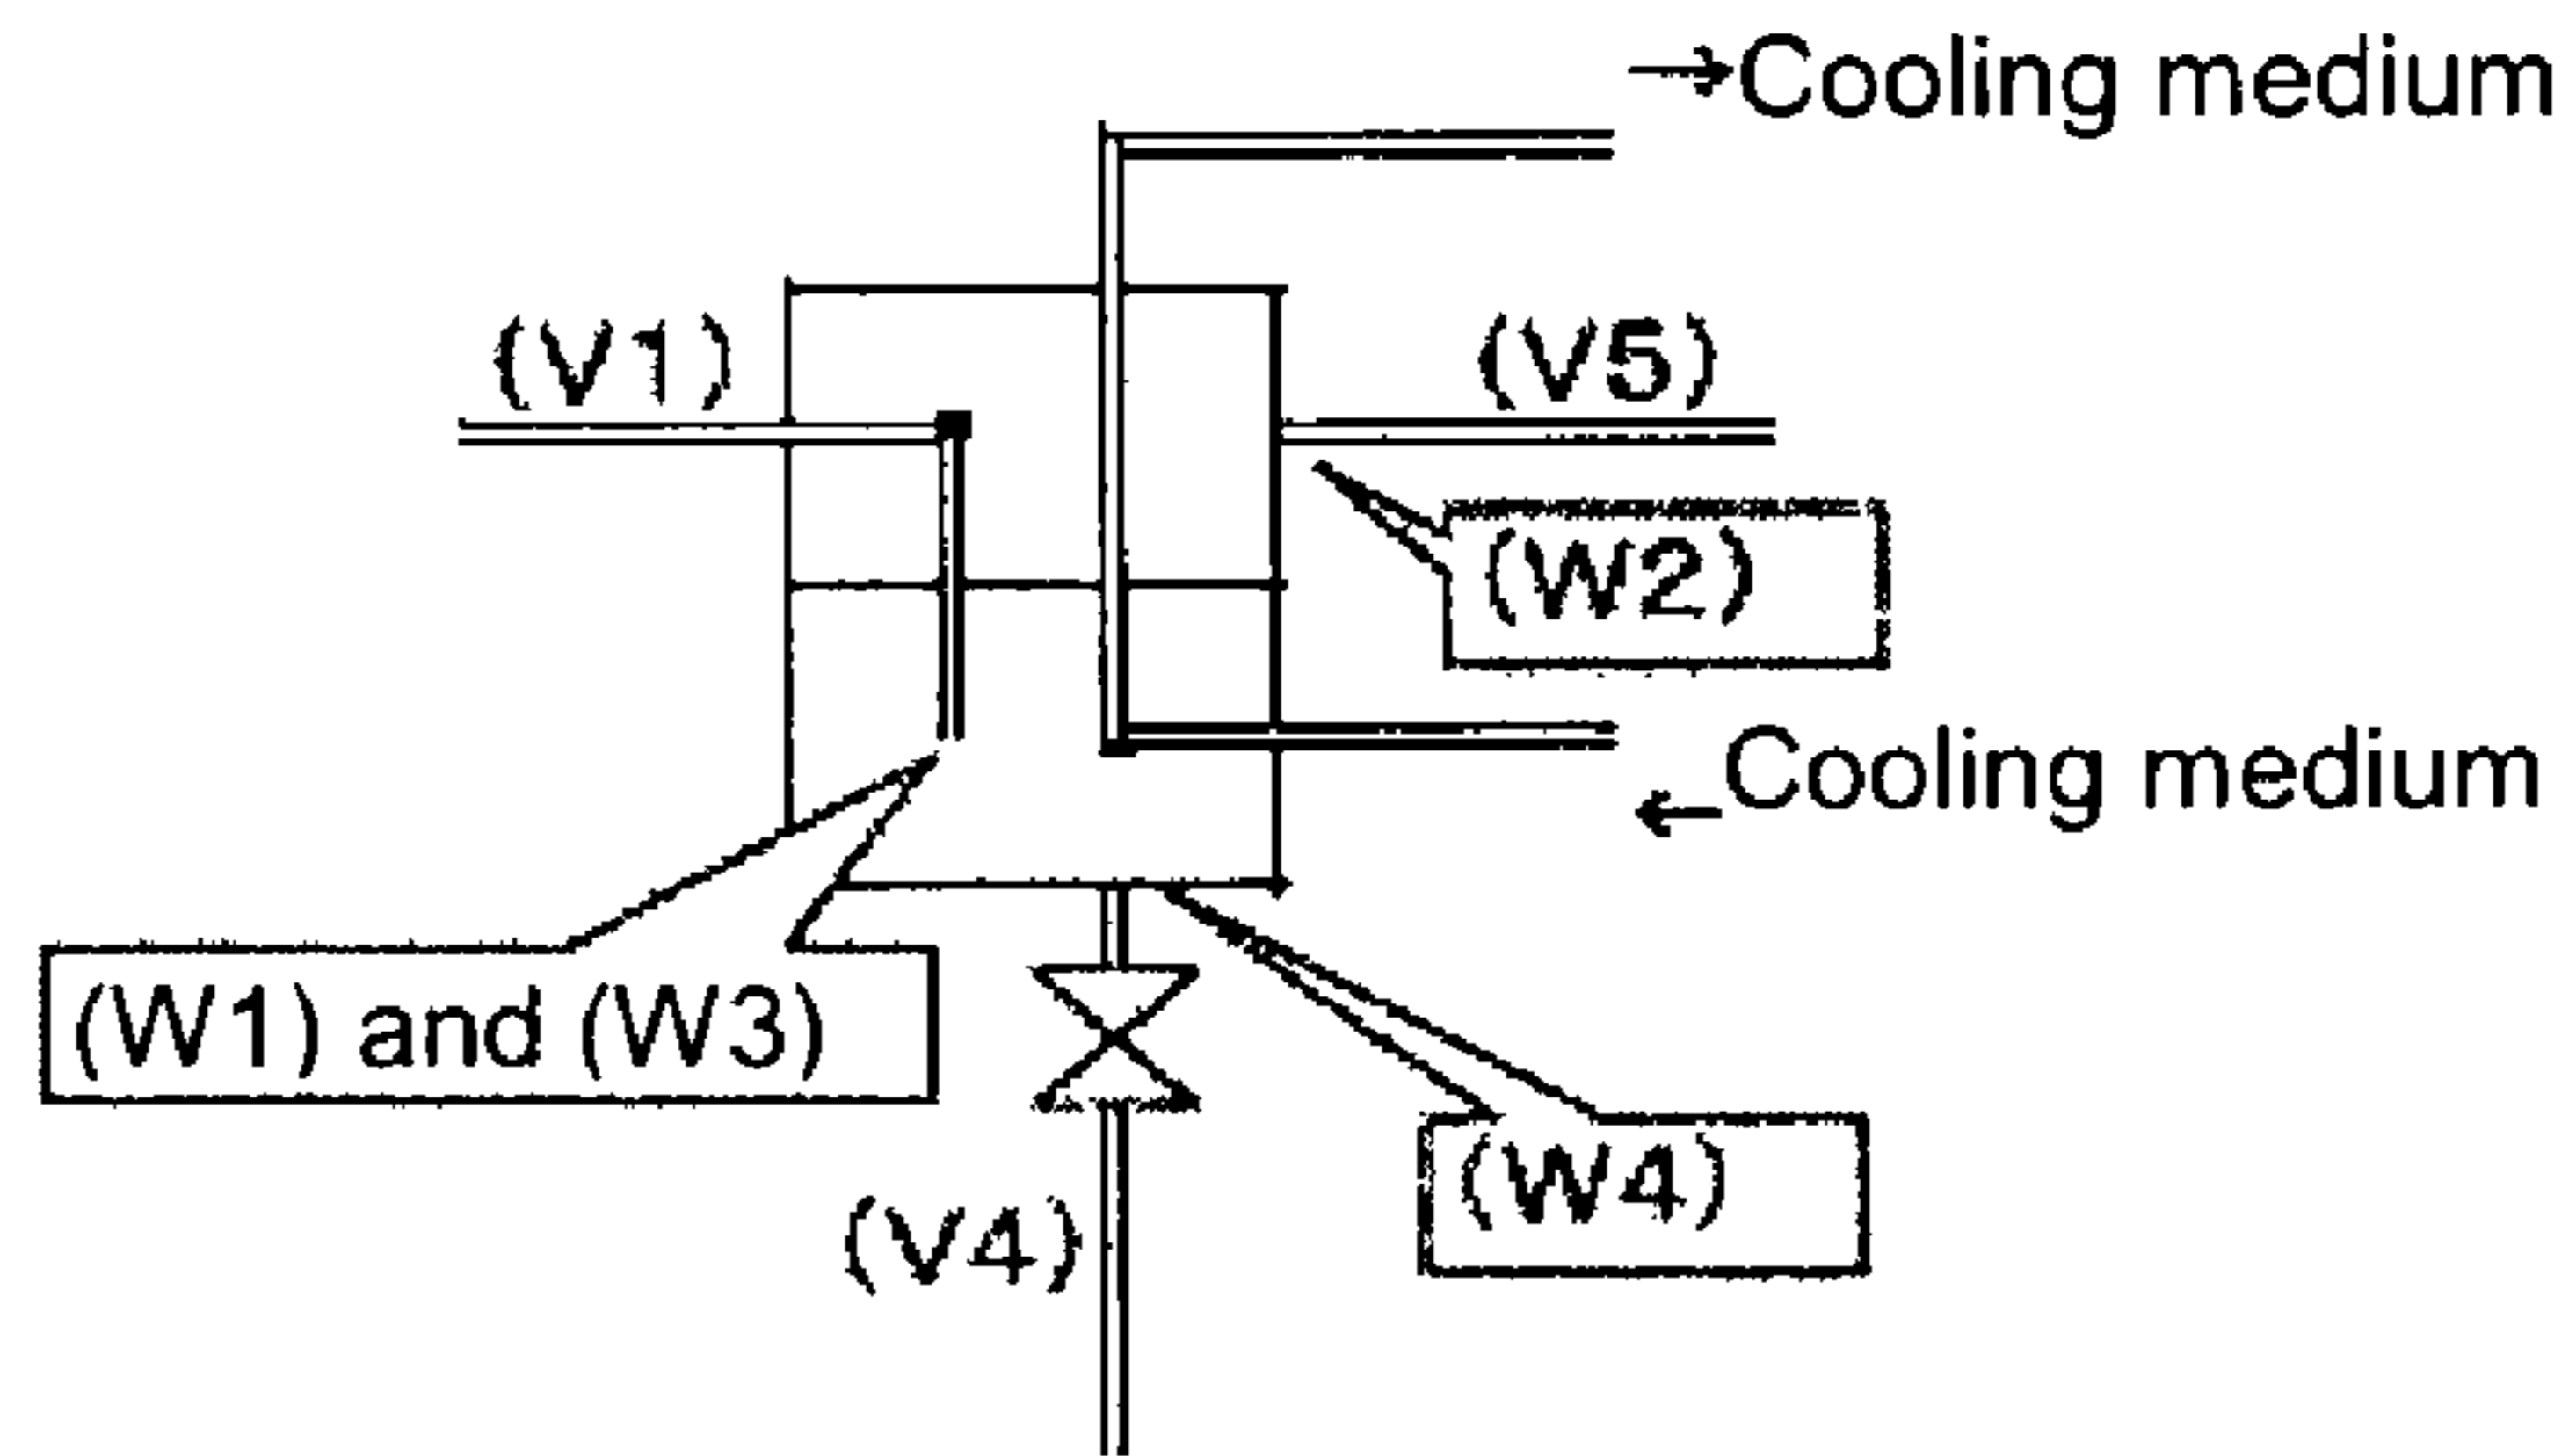 →Cooling medium
(V1)
(V5)
(W2)
←Cooling medium
(W1) and (W3)
(W4)
(V4)